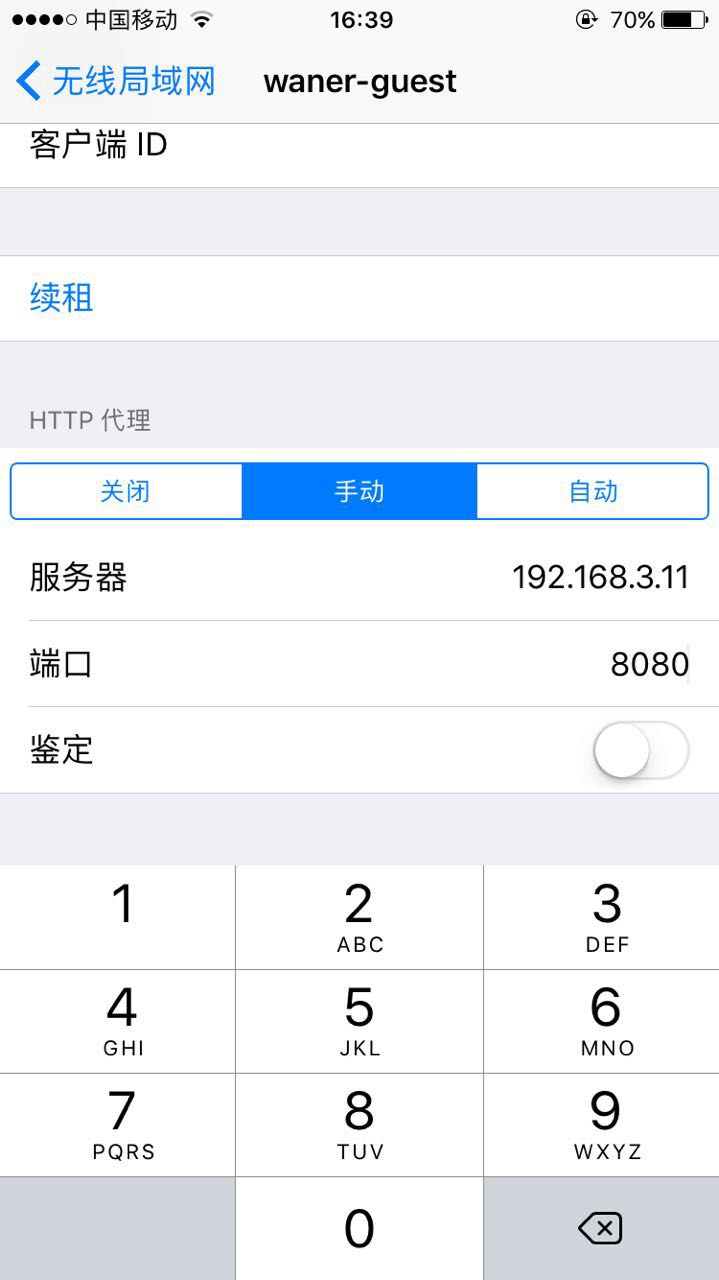 中国移动 16:39 70%
无线局域网 waner-guest
客户端 ID
续租
HTTP 代理
关闭 手动 自动
服务器 192.168.3.11
端口 8080
鉴定
1 2 3
ABC DEF
4 5 6
GHI JKL MNO
7 8 9
PQRS TUV WXYZ
0